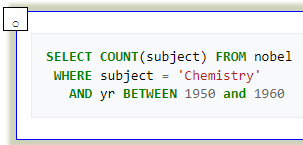 SELECT COUNT(subject) FROM nobel
WHERE subject = 'Chemistry'
AND yr BETWEEN 1950 and 1960